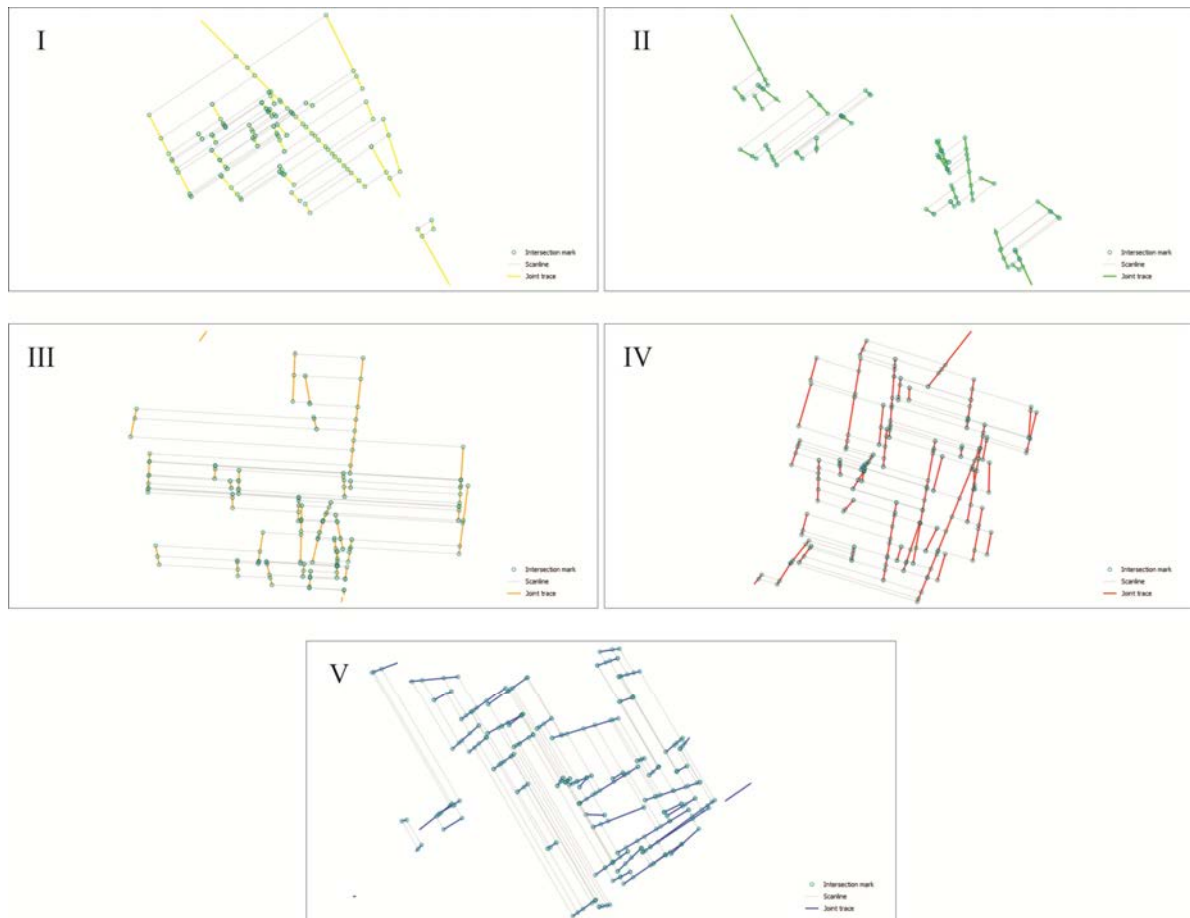 I
Intersection mark
Scanline
Joint trace
II
Intersection mark
Scanline
Joint trace
III
Intersection mark
Scanline
Joint trace
IV
Intersection mark
Scanline
Joint trace
V
Intersection mark
Scanline
Joint trace